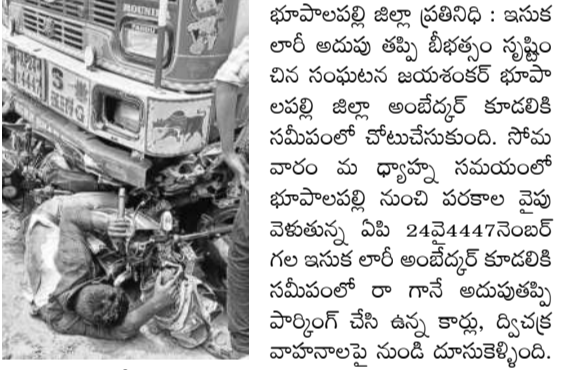 భూపాలపల్లి జిల్లా ప్రతినిధి : ఇసుక
లారీ అదుపు తప్పి బీభత్సం సృష్టిం
చిన సంఘటన జయశంకర్ భూపా
లపల్లి జిల్లా అంబేద్కర్ కూడలికి
సమీపంలో చోటుచేసుకుంది. సోమ
వారం మ ధ్యాహ్న సమయంలో
భూపాలపల్లి నుంచి పరకాల వైపు
వెళుతున్న ఏపి 24వై4447నెంబర్
గల ఇసుక లారీ అంబేద్కర్ కూడలికి
సమీపంలో రా గానే అదుపుతప్పి
పార్కింగ్ చేసి ఉన్న కార్లు, ద్విచక్ర
వాహనాలపై నుండి దూసుకెళ్ళింది.